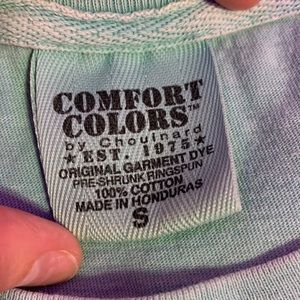 COMFORT
COLORS™
by Chouinard
★ EST. 1975 ★
ORIGINAL GARMENT DYE
PRE-SHRUNK RINGSPUN
100% COTTON
MADE IN HONDURAS
S